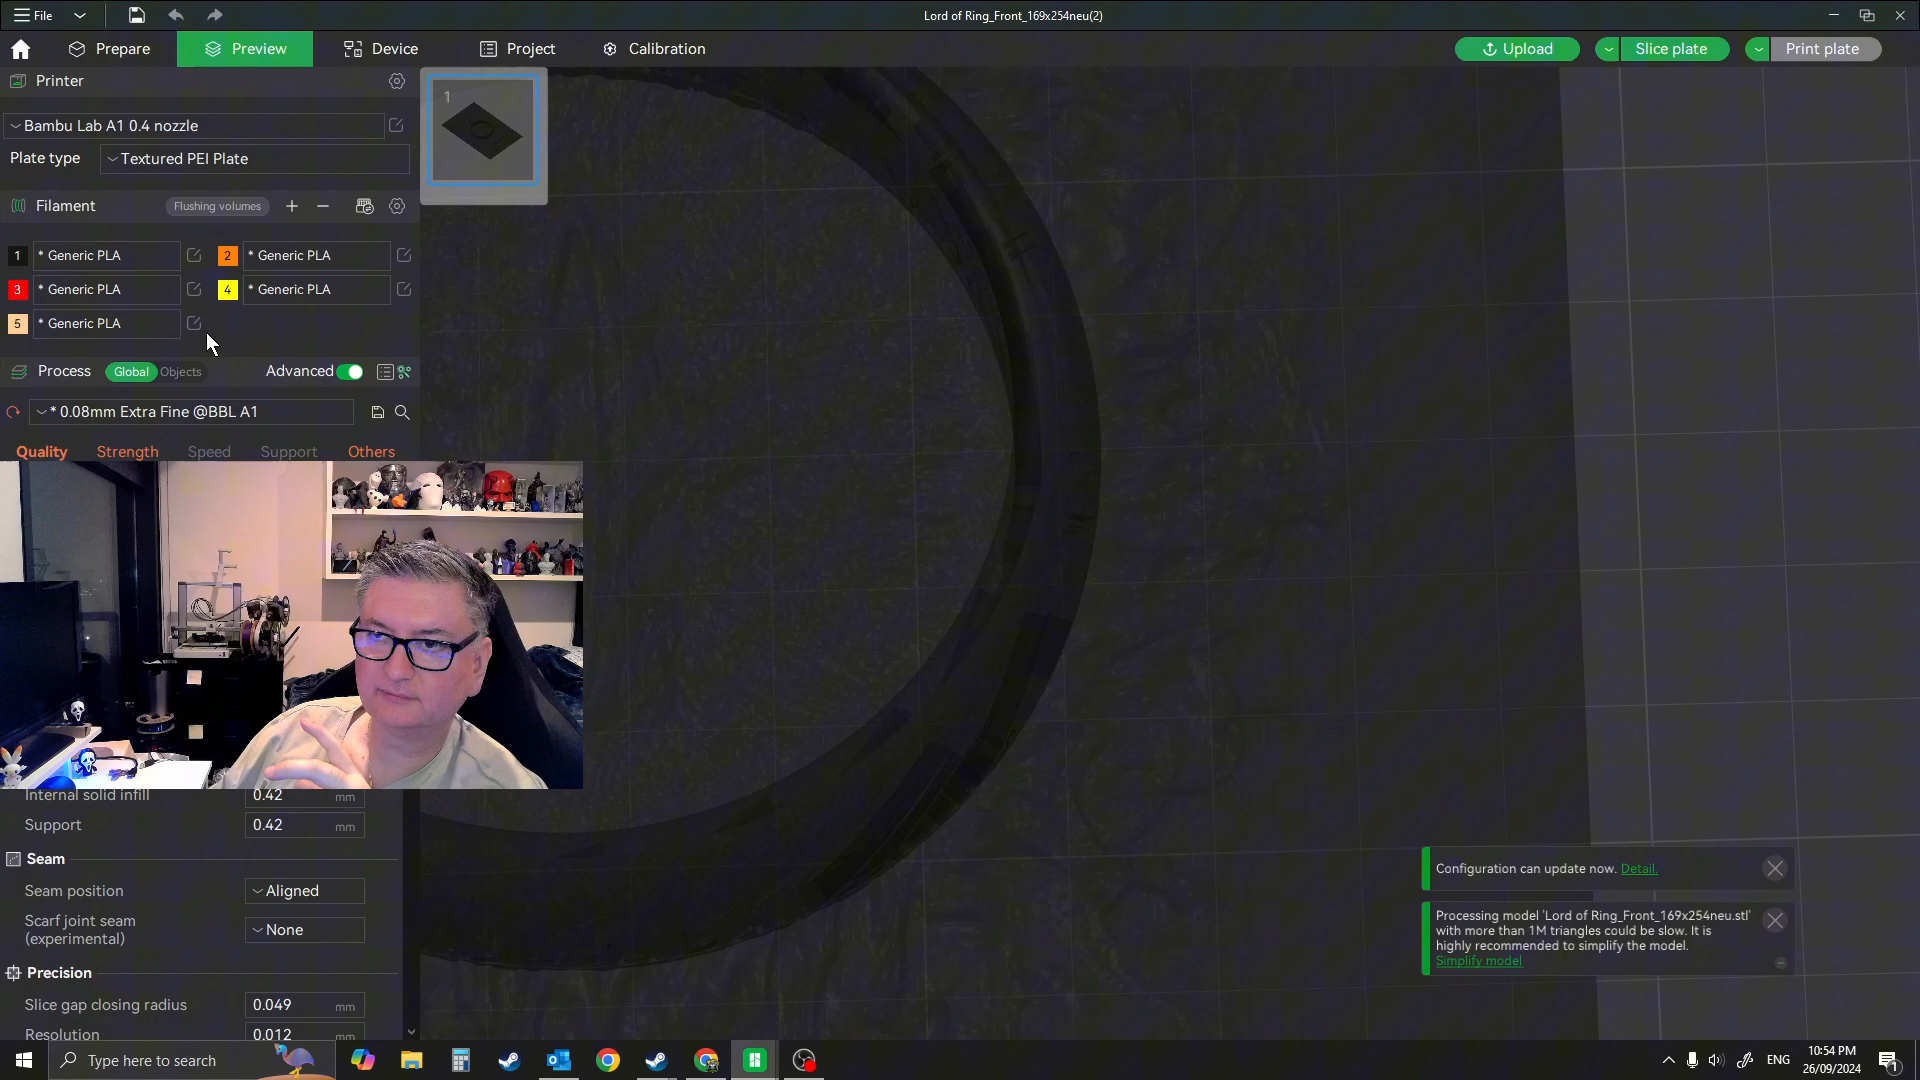 File
Lord of Ring_Front_169x254neu(2)
Prepare
Preview
Device
Project
Calibration
Upload
Slice plate
Print plate
Printer
Bambu Lab A1 0.4 nozzle
Plate type
Textured PEI Plate
1
Filament
Flushing volumes
1 * Generic PLA
2 * Generic PLA
3 * Generic PLA
4 * Generic PLA
5 * Generic PLA
Process
Global
Objects
Advanced
* 0.08mm Extra Fine @BBL A1
Quality
Strength
Speed
Support
Others
Internal solid infill 0.42 mm
Support 0.42 mm
Seam
Seam position Aligned
Scarf joint seam
(experimental)
None
Precision
Slice gap closing radius 0.049 mm
Resolution 0.012 mm
Configuration can update now. Detail.
Processing model 'Lord of Ring_Front_169x254neu.stl'
with more than 1M triangles could be slow. It is
highly recommended to simplify the model.
Simplify model
Type here to search
ENG
10:54 PM
26/09/2024
1